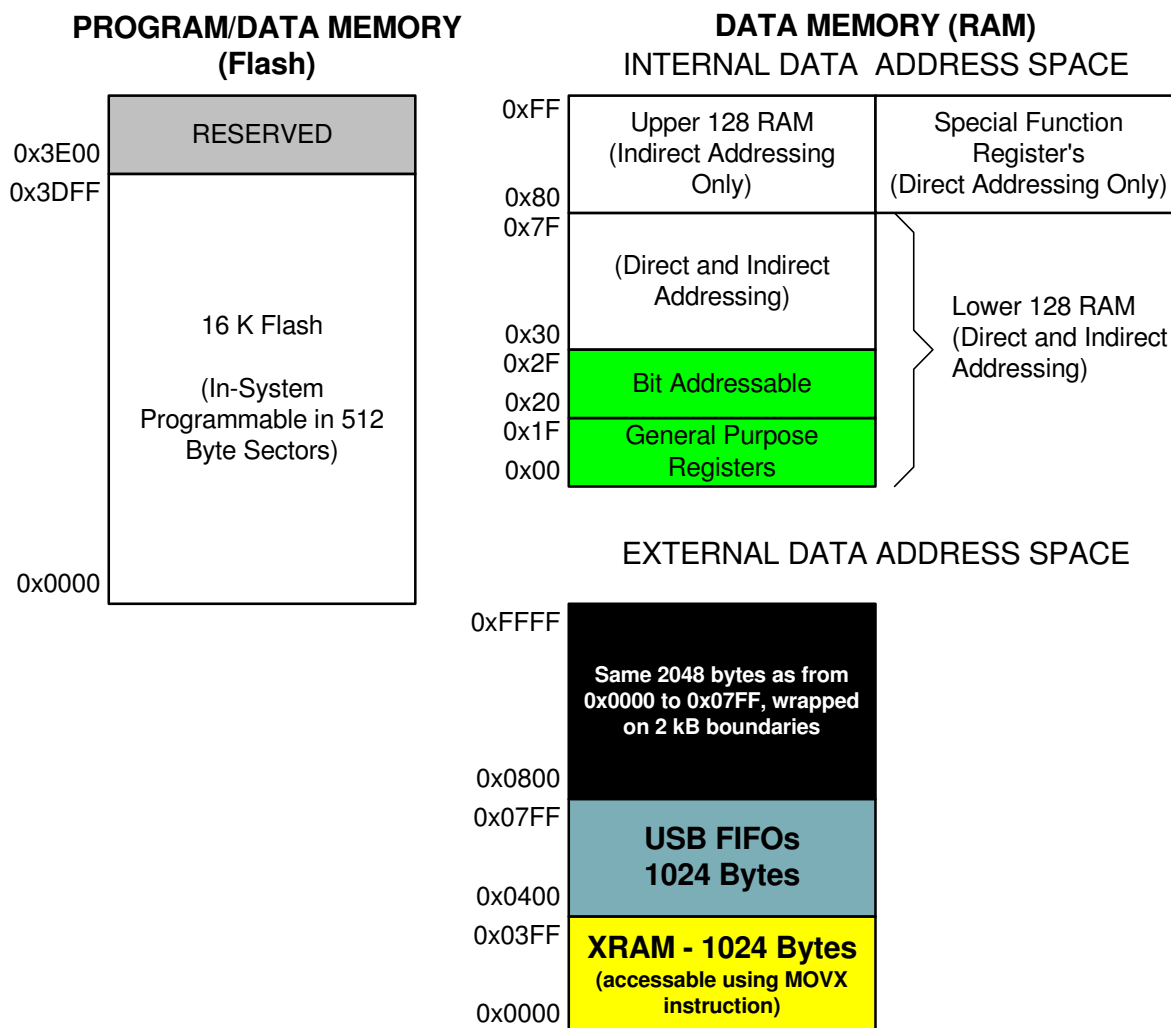 PROGRAM/DATA MEMORY
(Flash)
RESERVED
0x3E00
0x3DFF
16 K Flash
(In-System
Programmable in 512
Byte Sectors)
0x0000
DATA MEMORY (RAM)
INTERNAL DATA ADDRESS SPACE
0xFF
Upper 128 RAM
(Indirect Addressing
Only)
Special Function
Register's
(Direct Addressing Only)
0x80
0x7F
(Direct and Indirect
Addressing)
0x30
Lower 128 RAM
(Direct and Indirect
Addressing)
0x2F
Bit Addressable
0x20
0x1F
General Purpose
Registers
0x00
EXTERNAL DATA ADDRESS SPACE
0xFFFF
Same 2048 bytes as from
0x0000 to 0x07FF, wrapped
on 2 kB boundaries
0x0800
0x07FF
USB FIFOs
1024 Bytes
0x0400
0x03FF
XRAM - 1024 Bytes
(accessable using MOVX
instruction)
0x0000